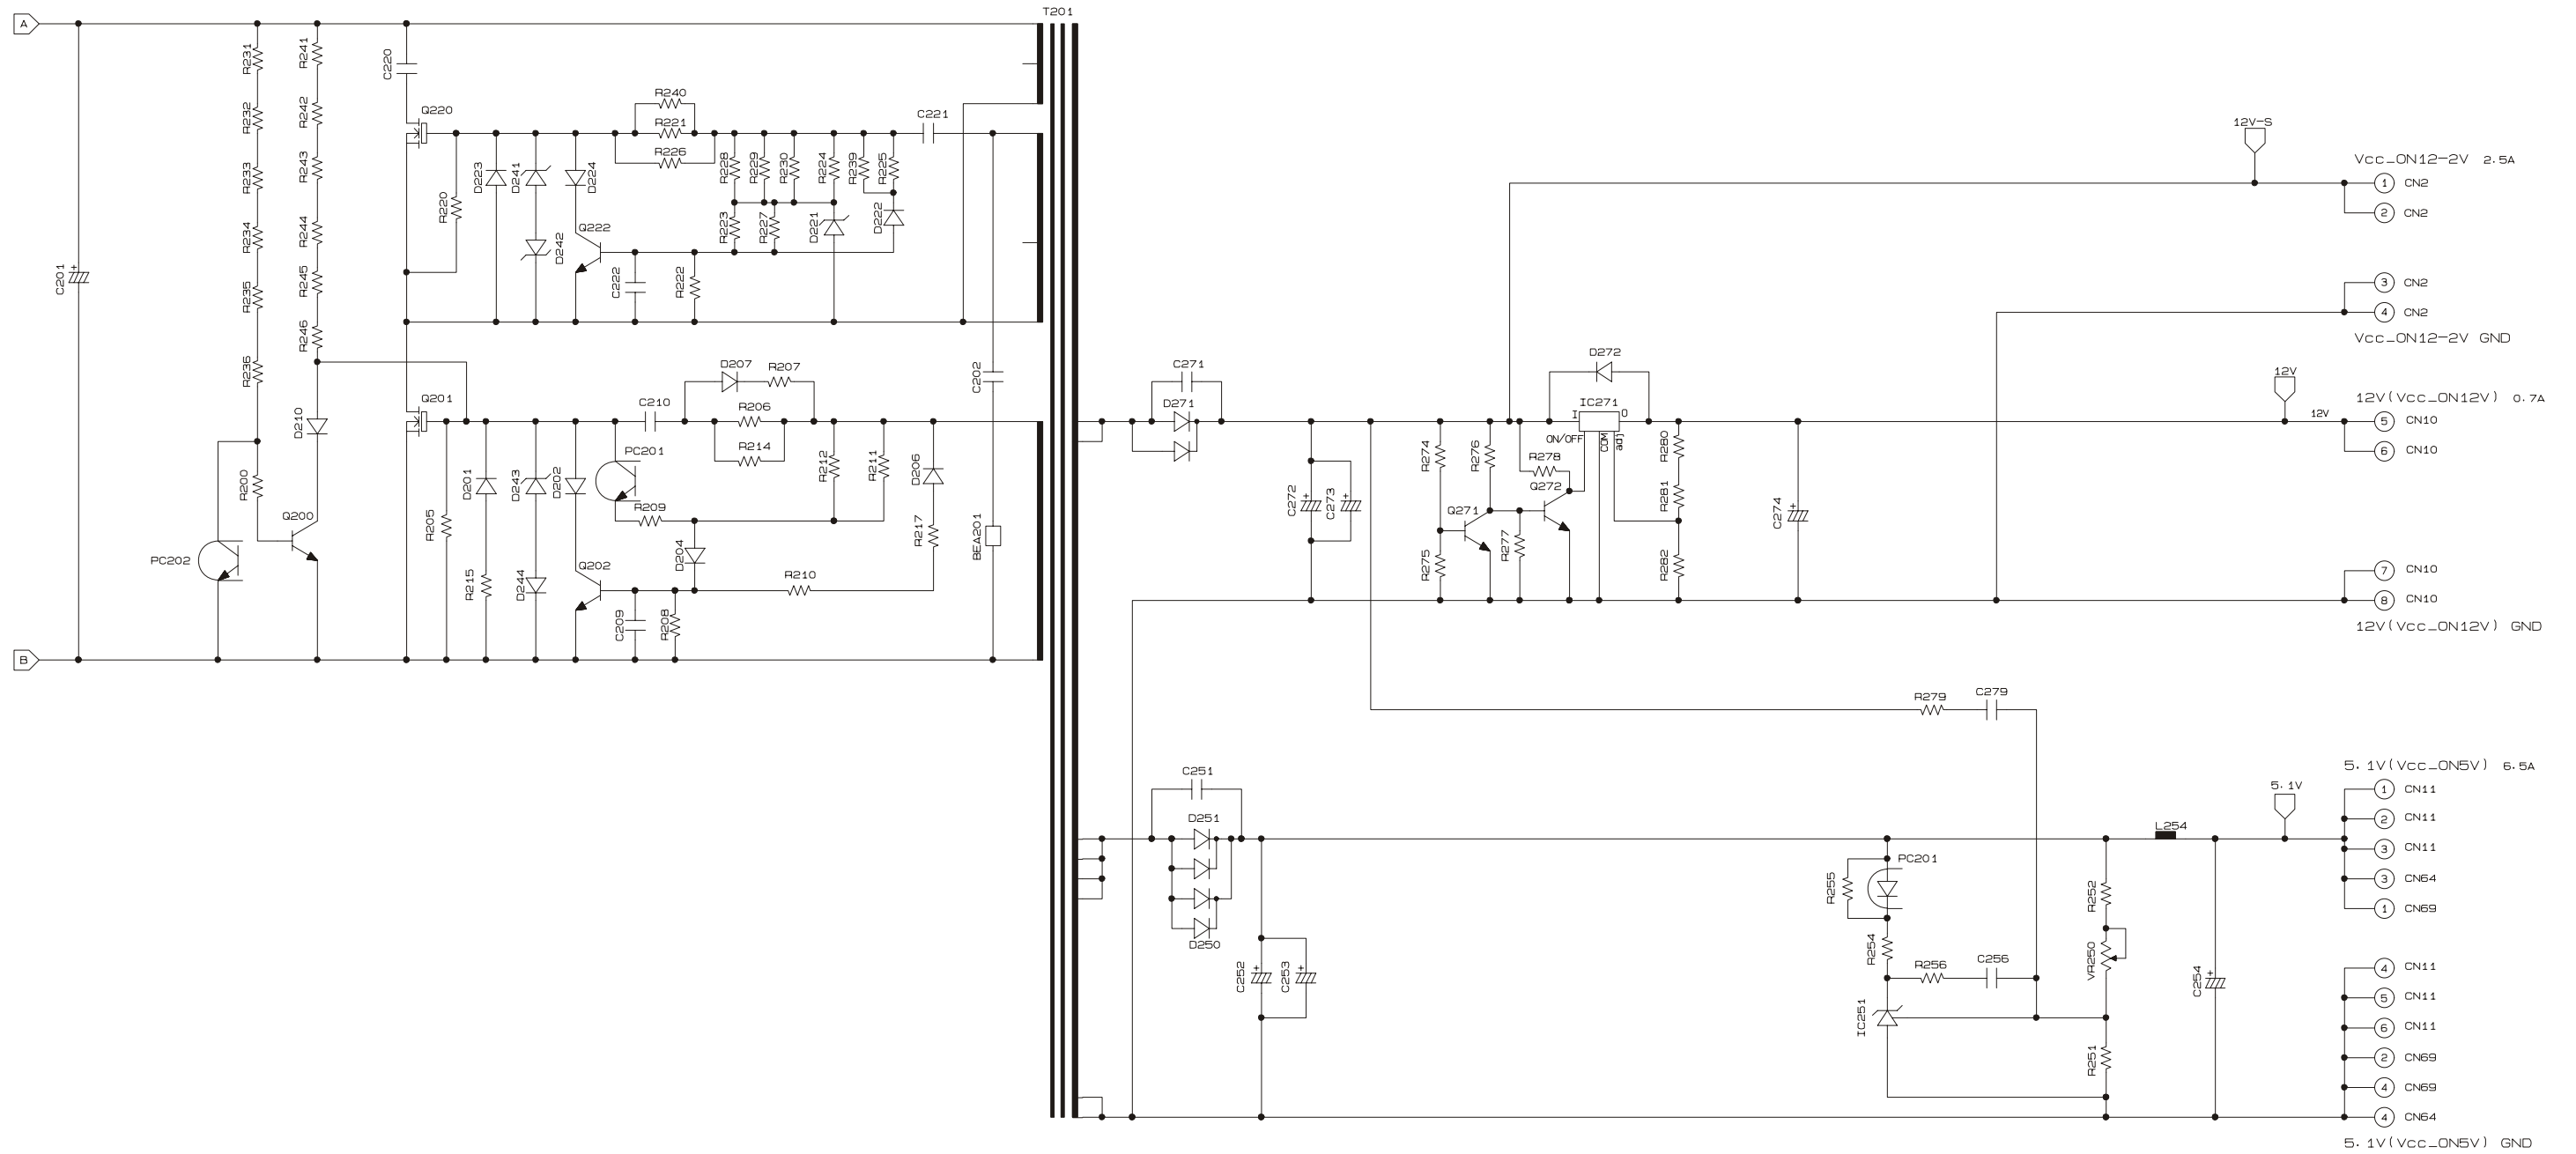 T201
A
R231
R241
C220
R240
Q220
R221
C221
R232
R242
R226
12V-S
R233
R243
D223
D241
D224
R228
R229
R230
R224
R239
R225
Vcc_ON12-2V 2.5A
1 CN2
2 CN2
R220
Q222
R223
R227
D221
D222
R234
R244
D242
C201
R235
R245
C222
R222
3 CN2
4 CN2
Vcc_ON12-2V GND
R246
R236
D207
R207
C202
C271
D272
12V
Q201
C210
R206
D271
IC271
I
O
12V(Vcc_ON12V) 0.7A
12V
5 CN10
D210
PC201
R214
R212
R211
D206
ON/OFF
COM
adj
R274
R276
R278
R280
6 CN10
R200
D201
D243
D202
R209
C272
C273
Q272
R281
Q200
R205
Q271
C274
R217
BEA201
D204
R277
PC202
R215
D244
Q202
R210
R275
R282
7 CN10
C209
R208
8 CN10
12V(Vcc_ON12V) GND
B
R279
C279
C251
5.1V(Vcc_ON5V) 6.5A
5.1V
1 CN11
D251
L254
2 CN11
PC201
3 CN11
R255
R252
3 CN64
1 CN69
D250
R254
C252
C253
R256
C256
VR250
C254
4 CN11
5 CN11
IC251
6 CN11
R251
2 CN69
4 CN69
4 CN64
5.1V(Vcc_ON5V) GND